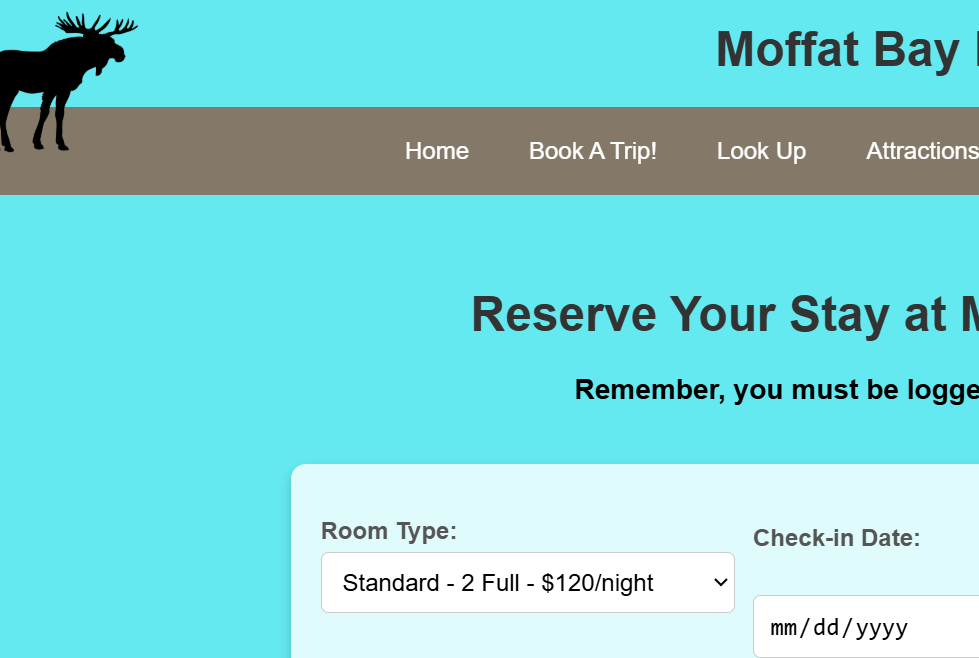 Moffat Bay
Home Book A Trip! Look Up Attractions
Reserve Your Stay at
Remember, you must be
Room Type:
Check-in Date:
Standard - 2 Full - $120/night
mm/dd/yyyy